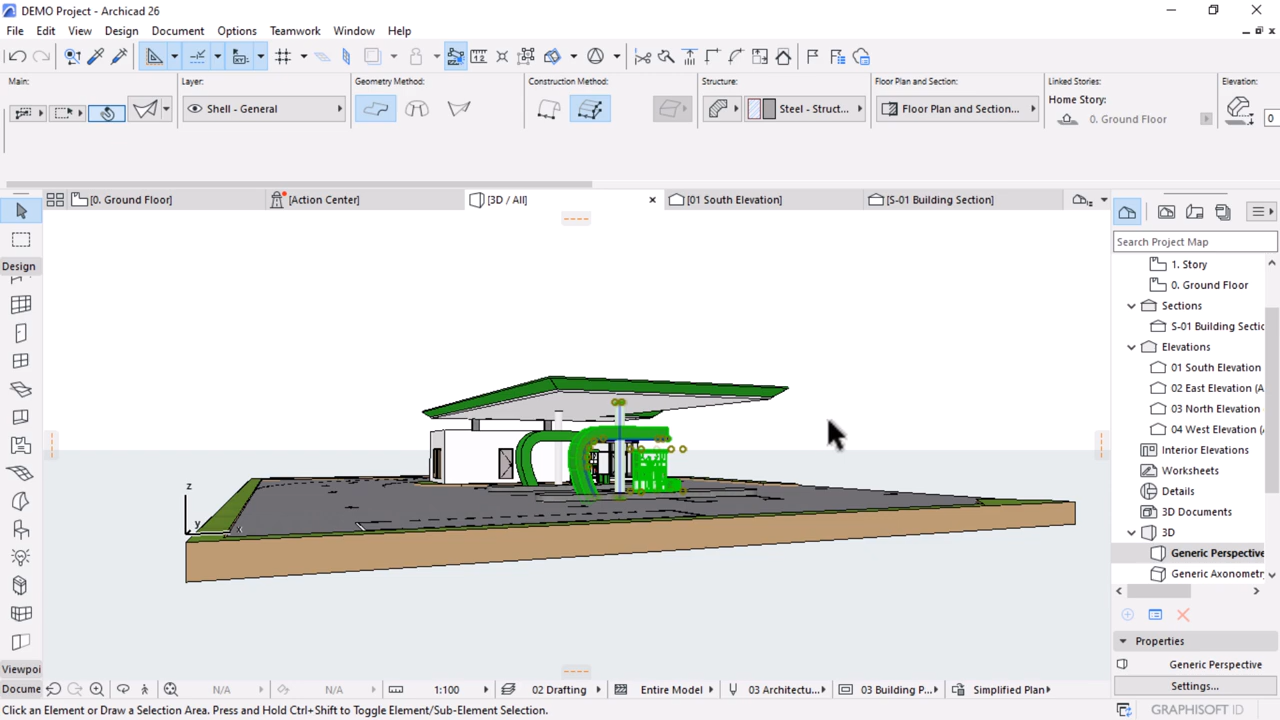 DEMO Project - Archicad 26
File Edit View Design Document Options Teamwork Window Help
Main: Layer: Geometry Method: Construction Method: Structure: Floor Plan and Section: Linked Stories: Elevation:
Shell - General Steel - Struct... Floor Plan and Section... Home Story:
0. Ground Floor 0
[0. Ground Floor] [Action Center] [3D / All] [01 South Elevation] [S-01 Building Section]
Search Project Map
Design
1. Story
0. Ground Floor
Sections
S-01 Building Sectio
Elevations
01 South Elevation
02 East Elevation (A
03 North Elevation
04 West Elevation (
Interior Elevations
Worksheets
Details
3D Documents
3D
Generic Perspective
Generic Axonometr
z
y
x
Properties
Generic Perspective
Settings...
Viewpoi
Docume N/A N/A 1:100 02 Drafting Entire Model 03 Architectu... 03 Building P... Simplified Plan
Click an Element or Draw a Selection Area. Press and Hold Ctrl+Shift to Toggle Element/Sub-Element Selection.
GRAPHISOFT ID